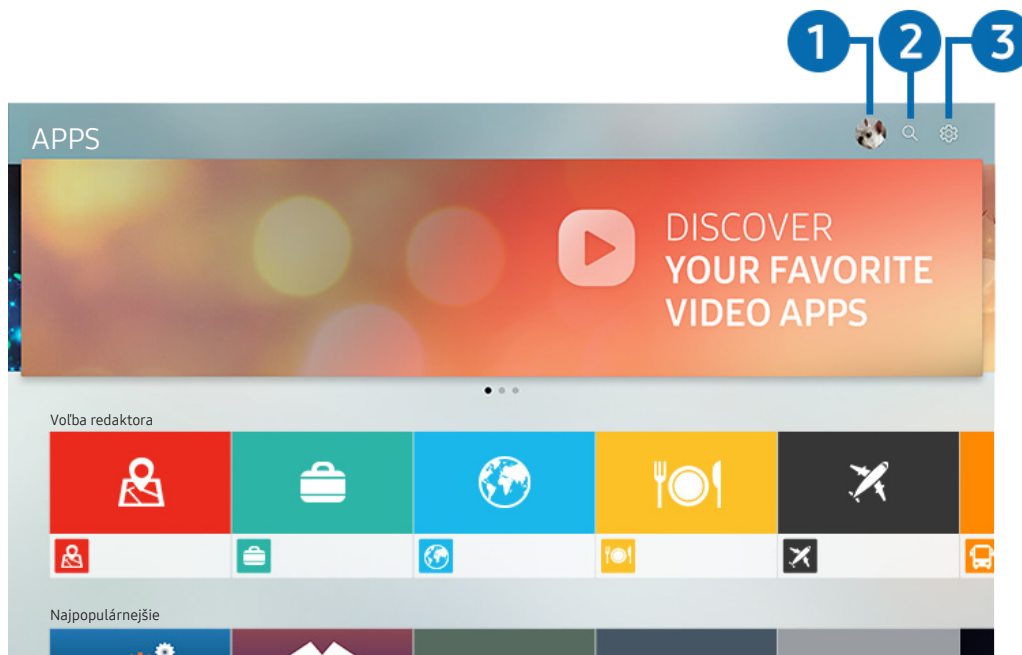 1 2 3
APPS
DISCOVER
YOUR FAVORITE
VIDEO APPS
Voľba redaktora
Najpopulárnejšie